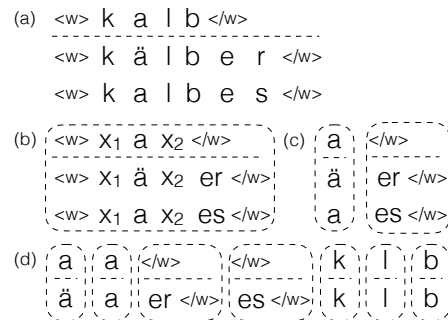 (a) <w> k a l b </w>
<w> k ä l b e r </w>
<w> k a l b e s </w>
(b) <w> x₁ a x₂ </w> (c) a </w>
<w> x₁ ä x₂ er </w> ä er </w>
<w> x₁ a x₂ es </w> a es </w>
(d) a a </w> </w> k l b
ä a er </w> es </w> k l b